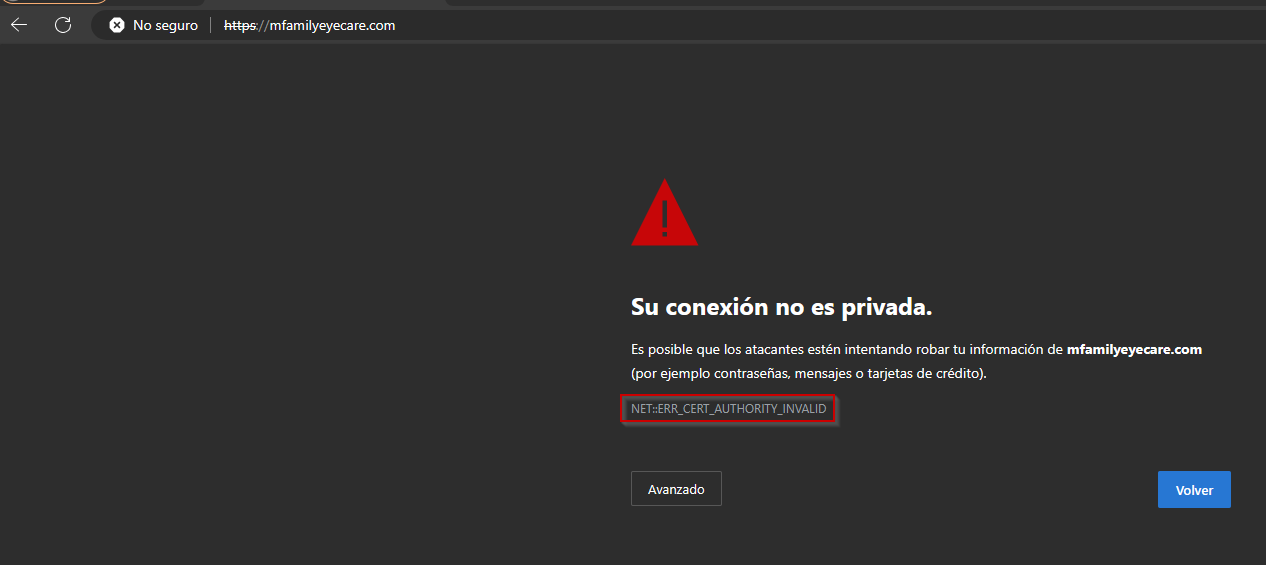 No seguro https://mfamilyeyecare.com
Su conexión no es privada.
Es posible que los atacantes estén intentando robar tu información de mfamilyeyecare.com
(por ejemplo contraseñas, mensajes o tarjetas de crédito).
NET::ERR_CERT_AUTHORITY_INVALID
Avanzado
Volver